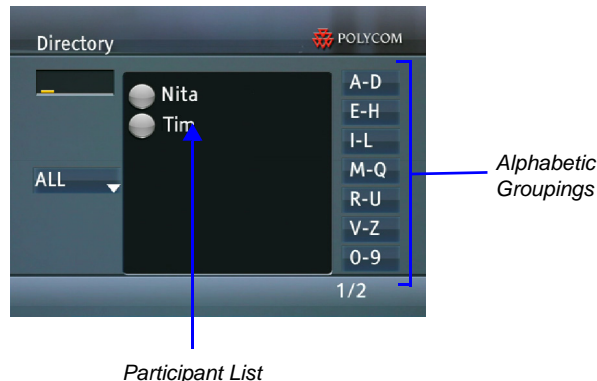 Directory
POLYCOM
Nita
Tim
ALL
A-D
E-H
I-L
M-Q
R-U
V-Z
0-9
1/2
Alphabetic
Groupings
Participant List